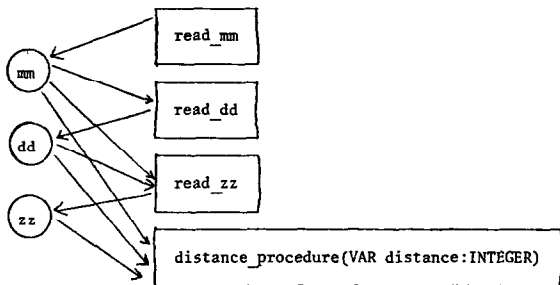 read_mm
mm
read_dd
dd
read_zz
zz
distance_procedure(VAR distance:INTEGER)